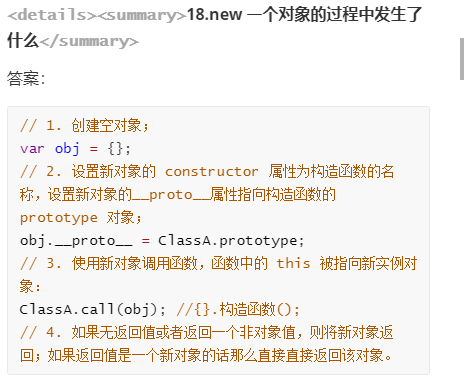 <details><summary>18.new 一个对象的过程中发生了
什么</summary>
答案:
// 1. 创建空对象;
var obj = {};
// 2. 设置新对象的 constructor 属性为构造函数的名
称，设置新对象的__proto__属性指向构造函数的
prototype 对象;
obj.__proto__ = ClassA.prototype;
// 3. 使用新对象调用函数，函数中的 this 被指向新实例对
象:
ClassA.call(obj); //{}.构造函数();
// 4. 如果无返回值或者返回一个非对象值，则将新对象返
回；如果返回值是一个新对象的话那么直接直接返回该对象。